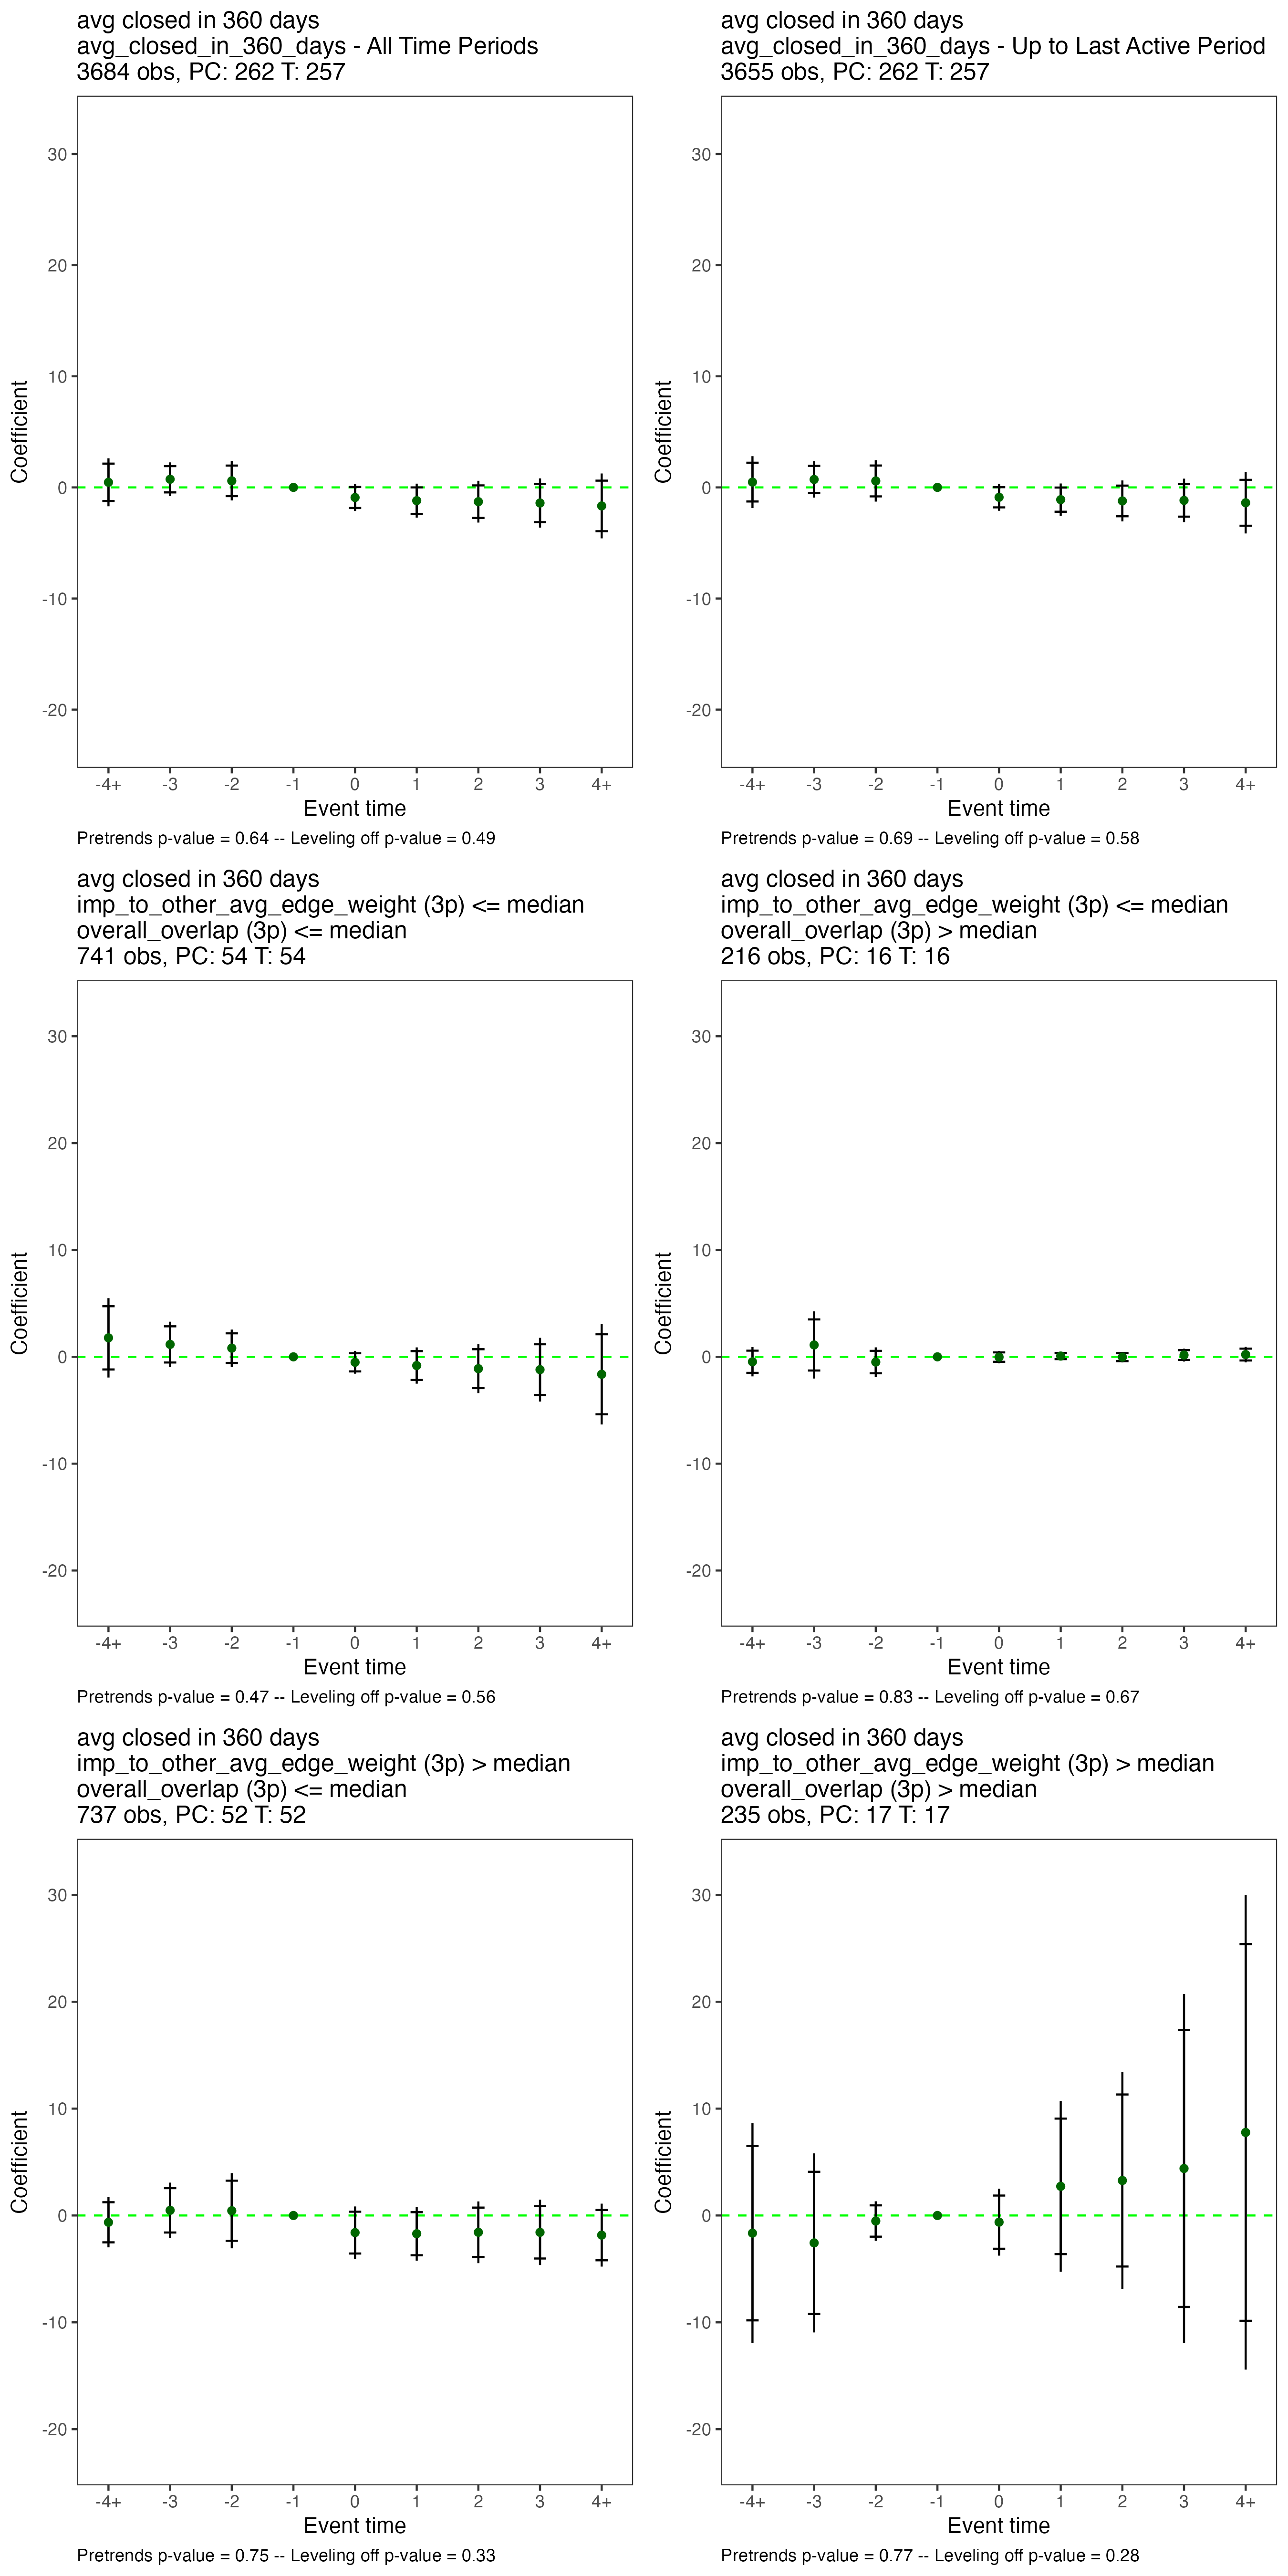 avg closed in 360 days
avg_closed_in_360_days - All Time Periods
3684 obs, PC: 262 T: 257
30
20
10
0
-10
-20
Coefficient
-4+ -3 -2 -1 0 1 2 3 4+
Event time
Pretrends p-value = 0.64 -- Leveling off p-value = 0.49
avg closed in 360 days
avg_closed_in_360_days - Up to Last Active Period
3655 obs, PC: 262 T: 257
30
20
10
0
-10
-20
Coefficient
-4+ -3 -2 -1 0 1 2 3 4+
Event time
Pretrends p-value = 0.69 -- Leveling off p-value = 0.58
avg closed in 360 days
imp_to_other_avg_edge_weight (3p) <= median
overall_overlap (3p) <= median
741 obs, PC: 54 T: 54
30
20
10
0
-10
-20
Coefficient
-4+ -3 -2 -1 0 1 2 3 4+
Event time
Pretrends p-value = 0.47 -- Leveling off p-value = 0.56
avg closed in 360 days
imp_to_other_avg_edge_weight (3p) <= median
overall_overlap (3p) > median
216 obs, PC: 16 T: 16
30
20
10
0
-10
-20
Coefficient
-4+ -3 -2 -1 0 1 2 3 4+
Event time
Pretrends p-value = 0.83 -- Leveling off p-value = 0.67
avg closed in 360 days
imp_to_other_avg_edge_weight (3p) > median
overall_overlap (3p) <= median
737 obs, PC: 52 T: 52
30
20
10
0
-10
-20
Coefficient
-4+ -3 -2 -1 0 1 2 3 4+
Event time
Pretrends p-value = 0.75 -- Leveling off p-value = 0.33
avg closed in 360 days
imp_to_other_avg_edge_weight (3p) > median
overall_overlap (3p) > median
235 obs, PC: 17 T: 17
30
20
10
0
-10
-20
Coefficient
-4+ -3 -2 -1 0 1 2 3 4+
Event time
Pretrends p-value = 0.77 -- Leveling off p-value = 0.28